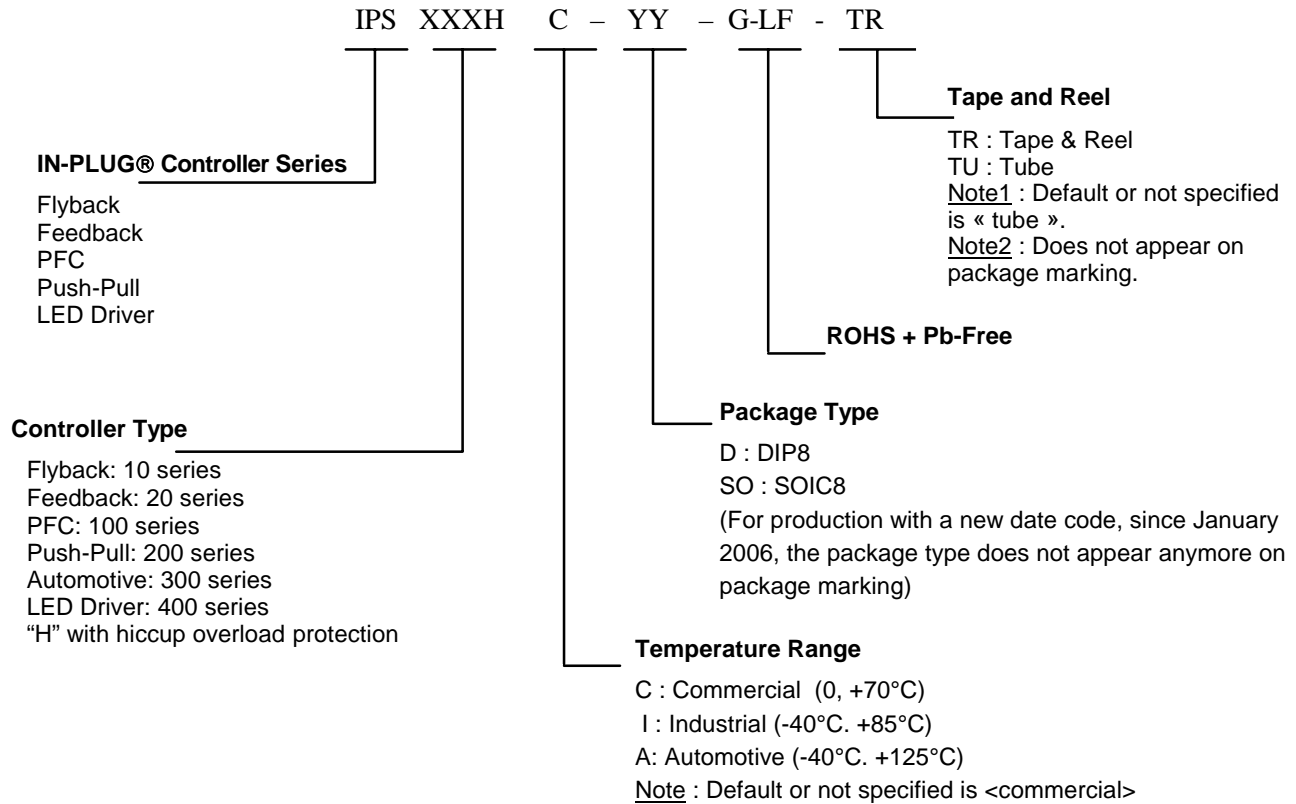 IPS XXXH C – YY – G-LF - TR
Tape and Reel
TR : Tape & Reel
TU : Tube
Note1 : Default or not specified
is « tube ».
Note2 : Does not appear on
package marking.
IN-PLUG® Controller Series
Flyback
Feedback
PFC
Push-Pull
LED Driver
ROHS + Pb-Free
Package Type
D : DIP8
SO : SOIC8
(For production with a new date code, since January
2006, the package type does not appear anymore on
package marking)
Controller Type
Flyback: 10 series
Feedback: 20 series
PFC: 100 series
Push-Pull: 200 series
Automotive: 300 series
LED Driver: 400 series
“H” with hiccup overload protection
Temperature Range
C : Commercial (0, +70°C)
I : Industrial (-40°C. +85°C)
A: Automotive (-40°C. +125°C)
Note : Default or not specified is <commercial>